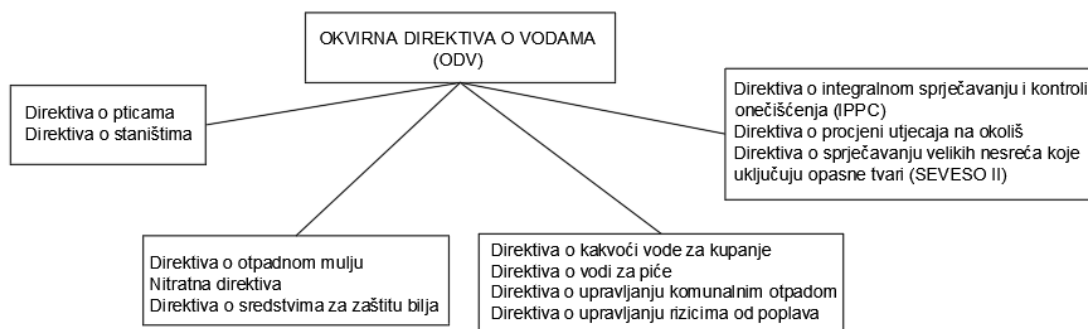 OKVIRNA DIREKTIVA O VODAMA
(ODV)
Direktiva o pticama
Direktiva o staništima
Direktiva o integralnom sprječavanju i kontroli
onečišćenja (IPPC)
Direktiva o procjeni utjecaja na okoliš
Direktiva o sprječavanju velikih nesreća koje
uključuju opasne tvari (SEVESO II)
Direktiva o otpadnom mulju
Nitratna direktiva
Direktiva o sredstvima za zaštitu bilja
Direktiva o kakvoći vode za kupanje
Direktiva o vodi za piće
Direktiva o upravljanju komunalnim otpadom
Direktiva o upravljanju rizicima od poplava